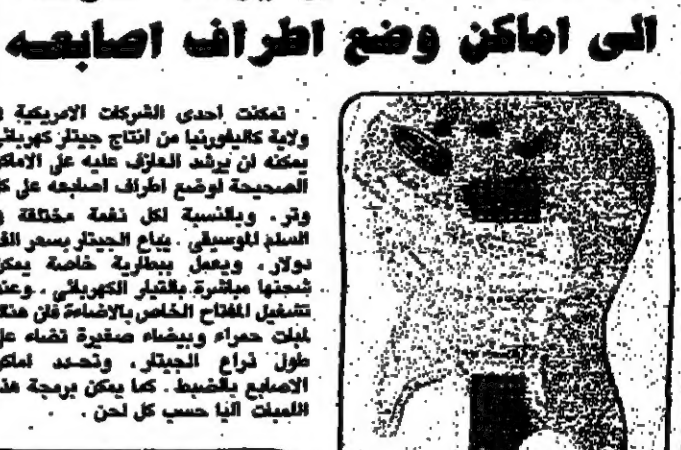 الى اماكن وضع اطراف اصابعه
تمكنت احدى الشركات الامريكية
ولاية كاليفورنيا من انتاج جيتار كهربائي
يمكنه ان يرشد العازف عليه على الاماكن
الصحيحة لوضع اطراف اصابعه على كل
وتر . وبالنسبة لكل نغمة مختلفة
السلم الموسيقى . يباع الجيتار بسعر
دولار . ويعمل ببطارية خاصة يمكن
شحنها مباشرة بالتيار الكهربائى . وعند
تشغيل المفتاح الخاص بالاضاءة فان هناك
لمبات حمراء وبيضاء صغيرة تضاء على
طول ذراع الجيتار . وتحدد اماكن
الاصابع بالضبط . كما يمكن برمجة هذه
اللمبات آليا حسب كل لحن .